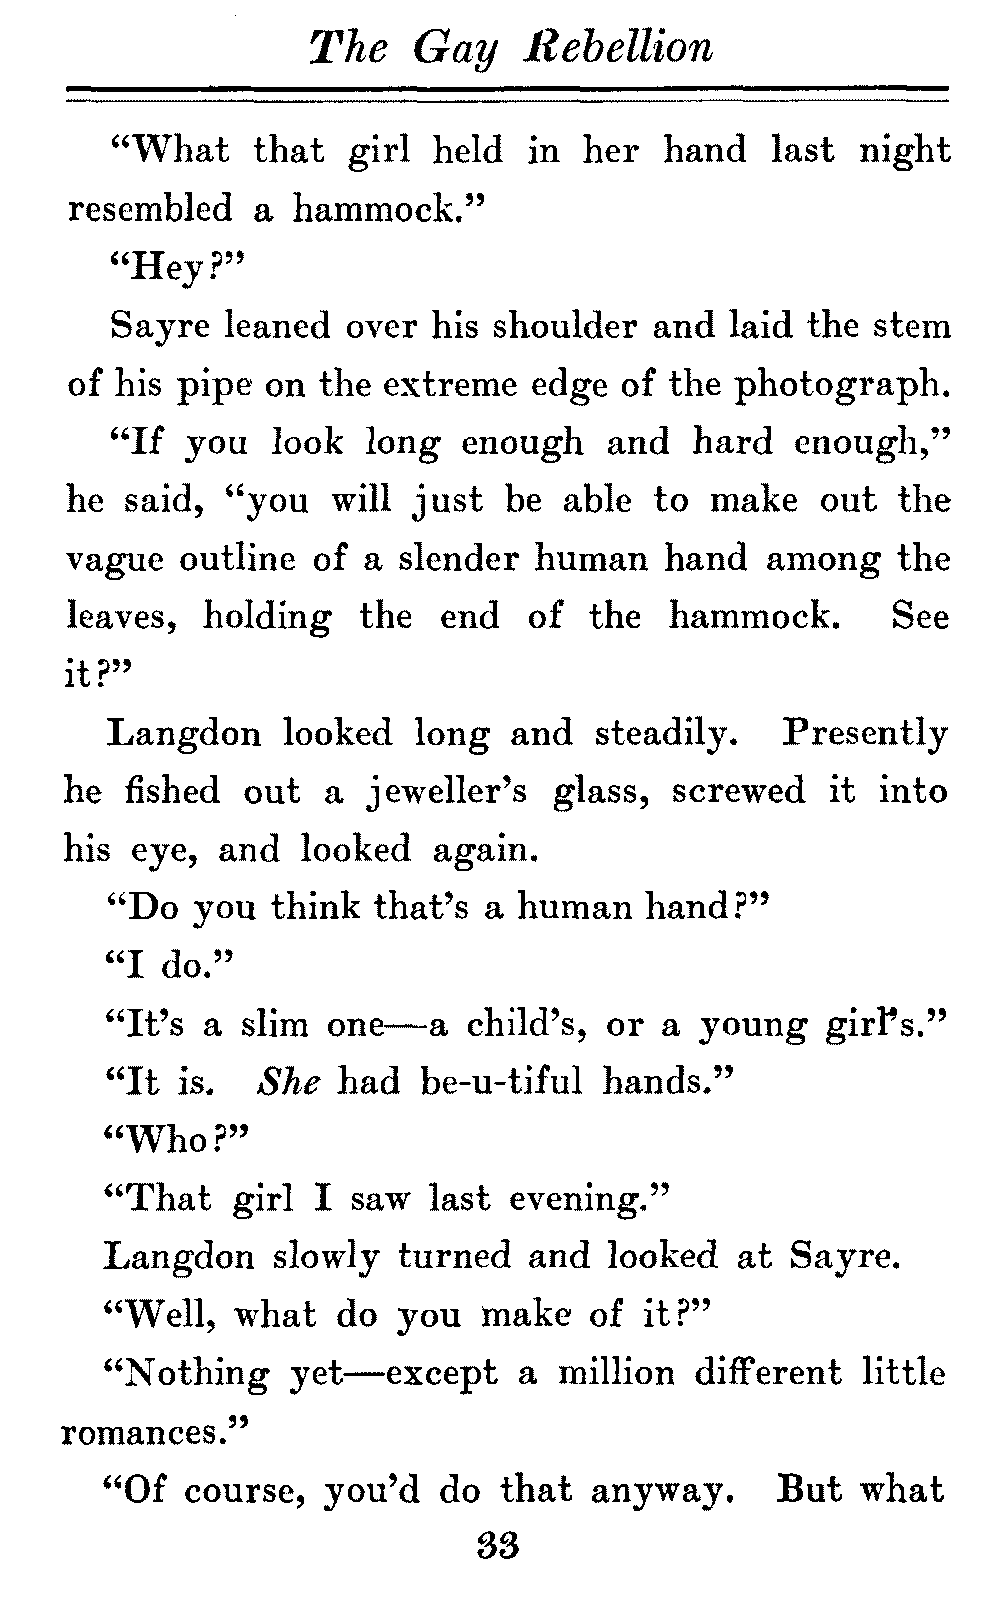 The Gay Rebellion
“What that girl held in her hand last night
resembled a hammock.”
“Hey?”
Sayre leaned over his shoulder and laid the stem
of his pipe on the extreme edge of the photograph.
“If you look long enough and hard enough,”
he said, “you will just be able to make out the
vague outline of a slender human hand among the
leaves, holding the end of the hammock. See
it?”
Langdon looked long and steadily. Presently
he fished out a jeweller’s glass, screwed it into
his eye, and looked again.
“Do you think that’s a human hand?”
“I do.”
“It’s a slim one—a child’s, or a young girl’s.”
“It is. She had be-u-tiful hands.”
“Who?”
“That girl I saw last evening.”
Langdon slowly turned and looked at Sayre.
“Well, what do you make of it?”
“Nothing yet—except a million different little
romances.”
“Of course, you’d do that anyway. But what
33